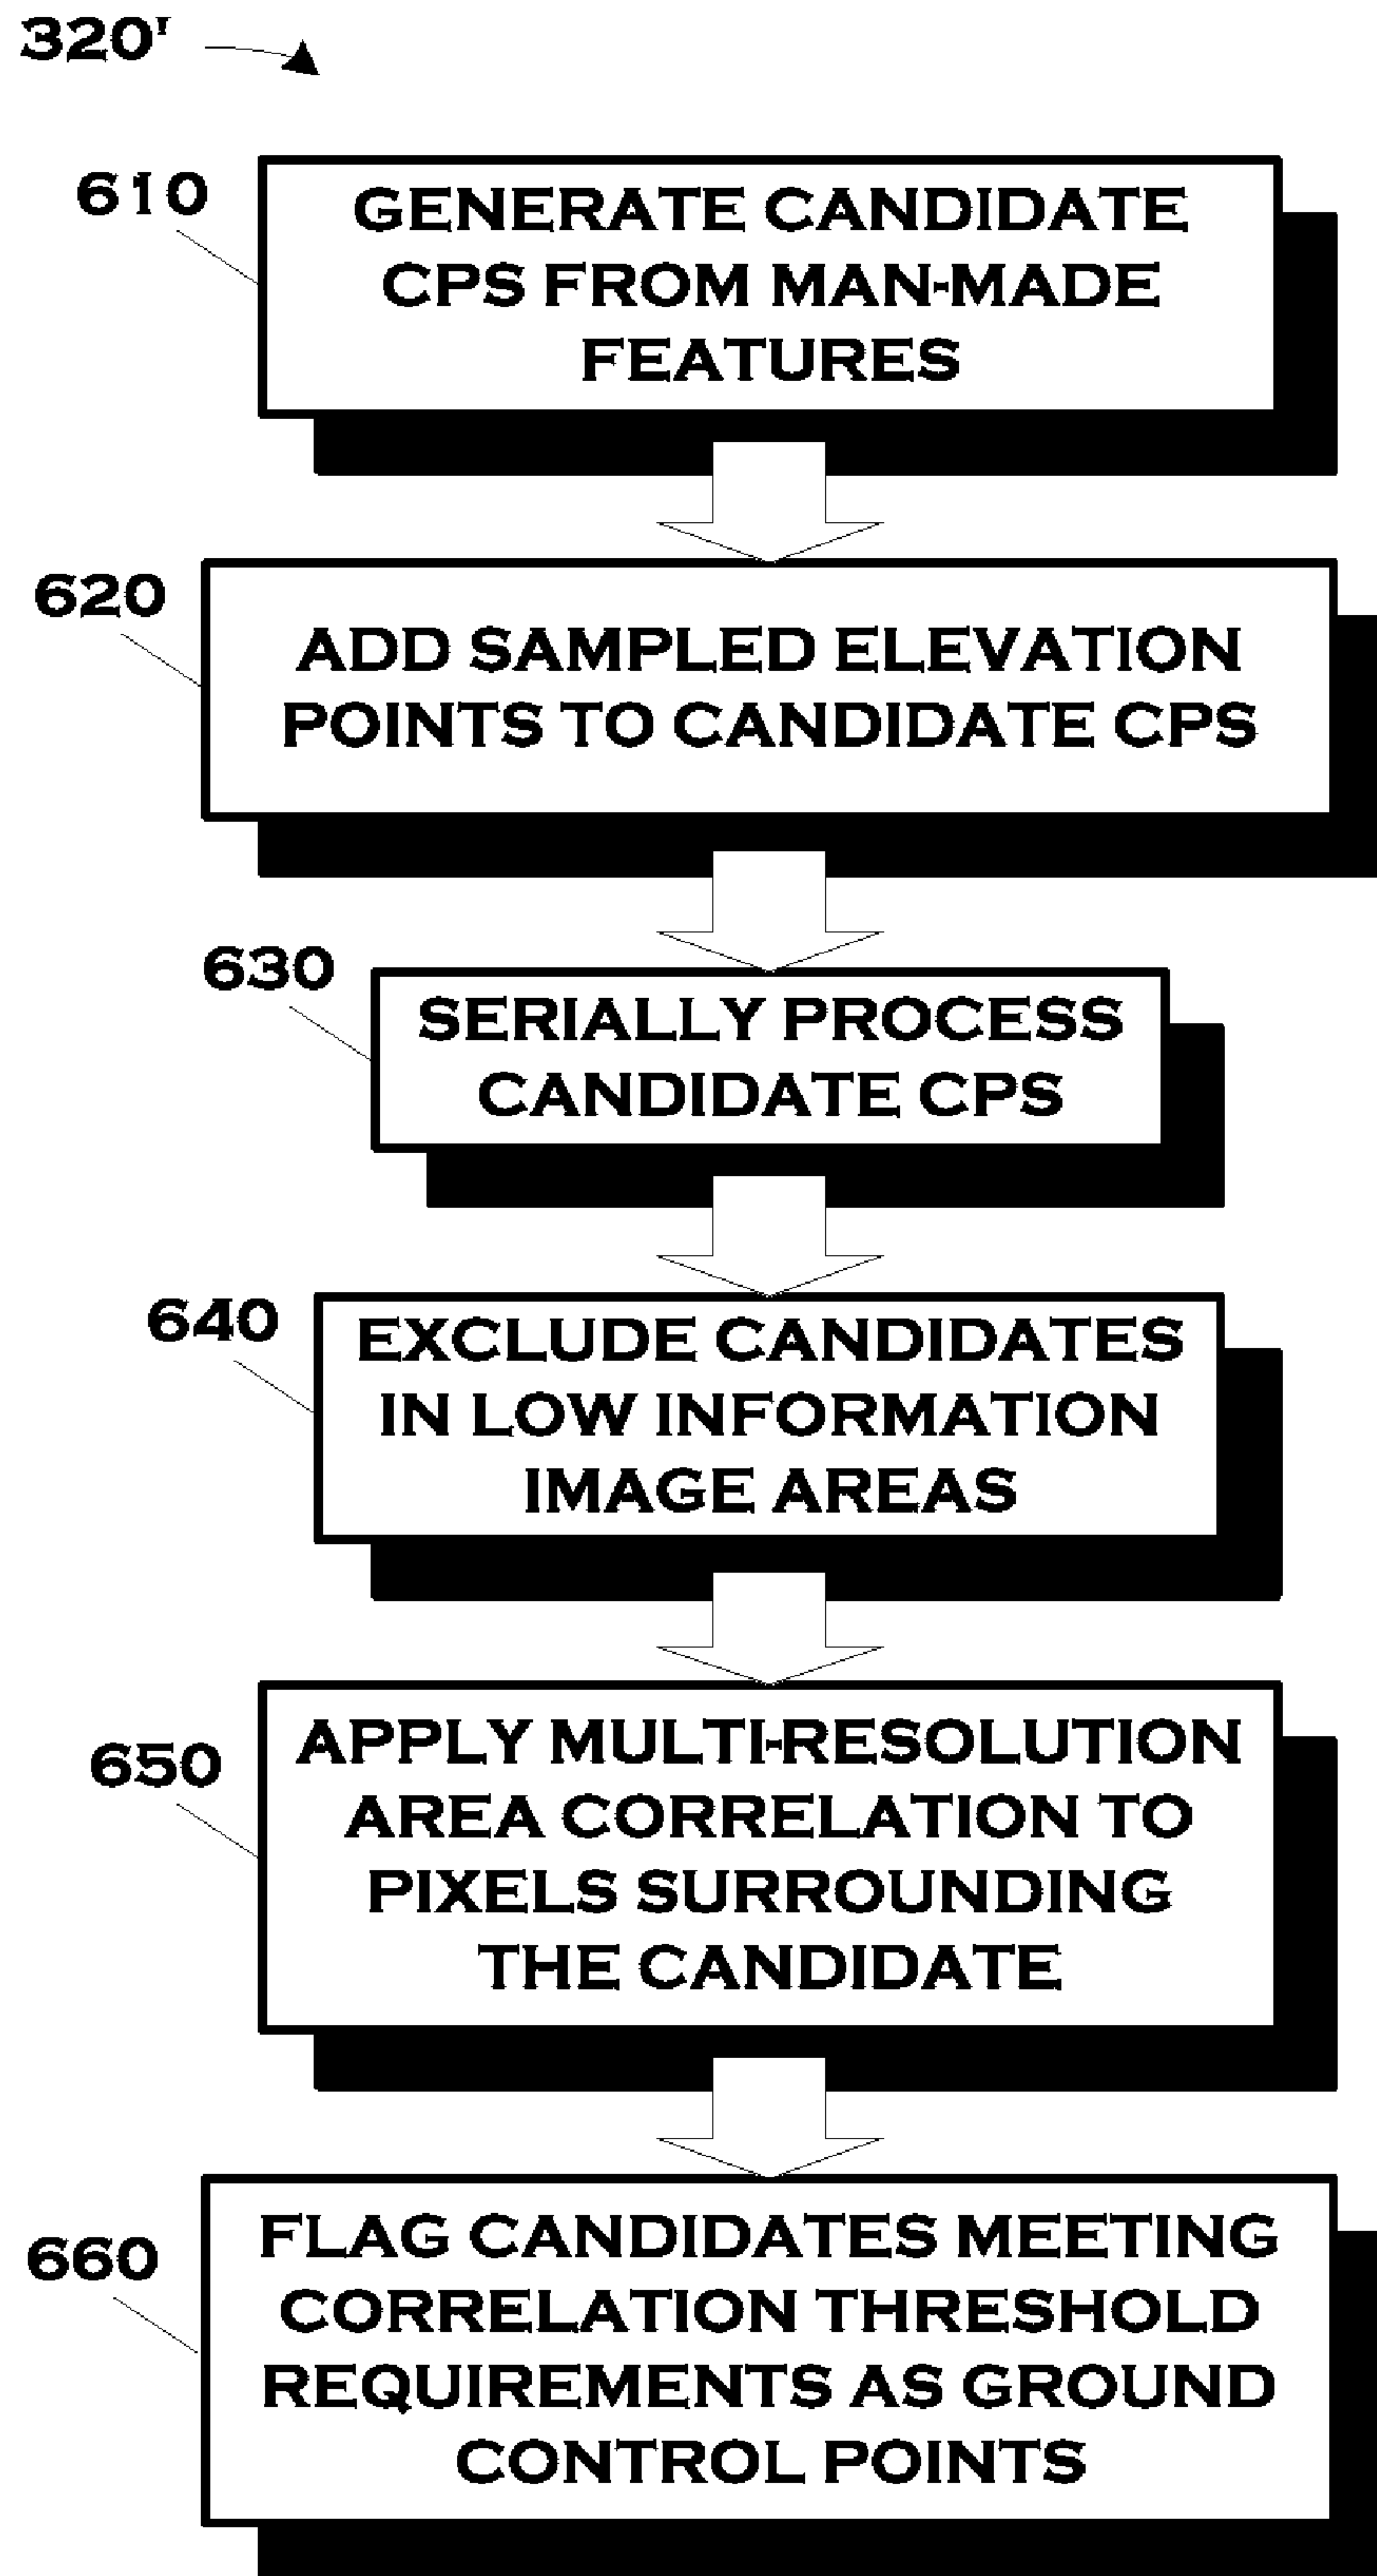 320'
610
GENERATE CANDIDATE
CPS FROM MAN-MADE
FEATURES
620
ADD SAMPLED ELEVATION
POINTS TO CANDIDATE CPS
630
SERIALLY PROCESS
CANDIDATE CPS
640
EXCLUDE CANDIDATES
IN LOW INFORMATION
IMAGE AREAS
650
APPLY MULTI-RESOLUTION
AREA CORRELATION TO
PIXELS SURROUNDING
THE CANDIDATE
660
FLAG CANDIDATES MEETING
CORRELATION THRESHOLD
REQUIREMENTS AS GROUND
CONTROL POINTS